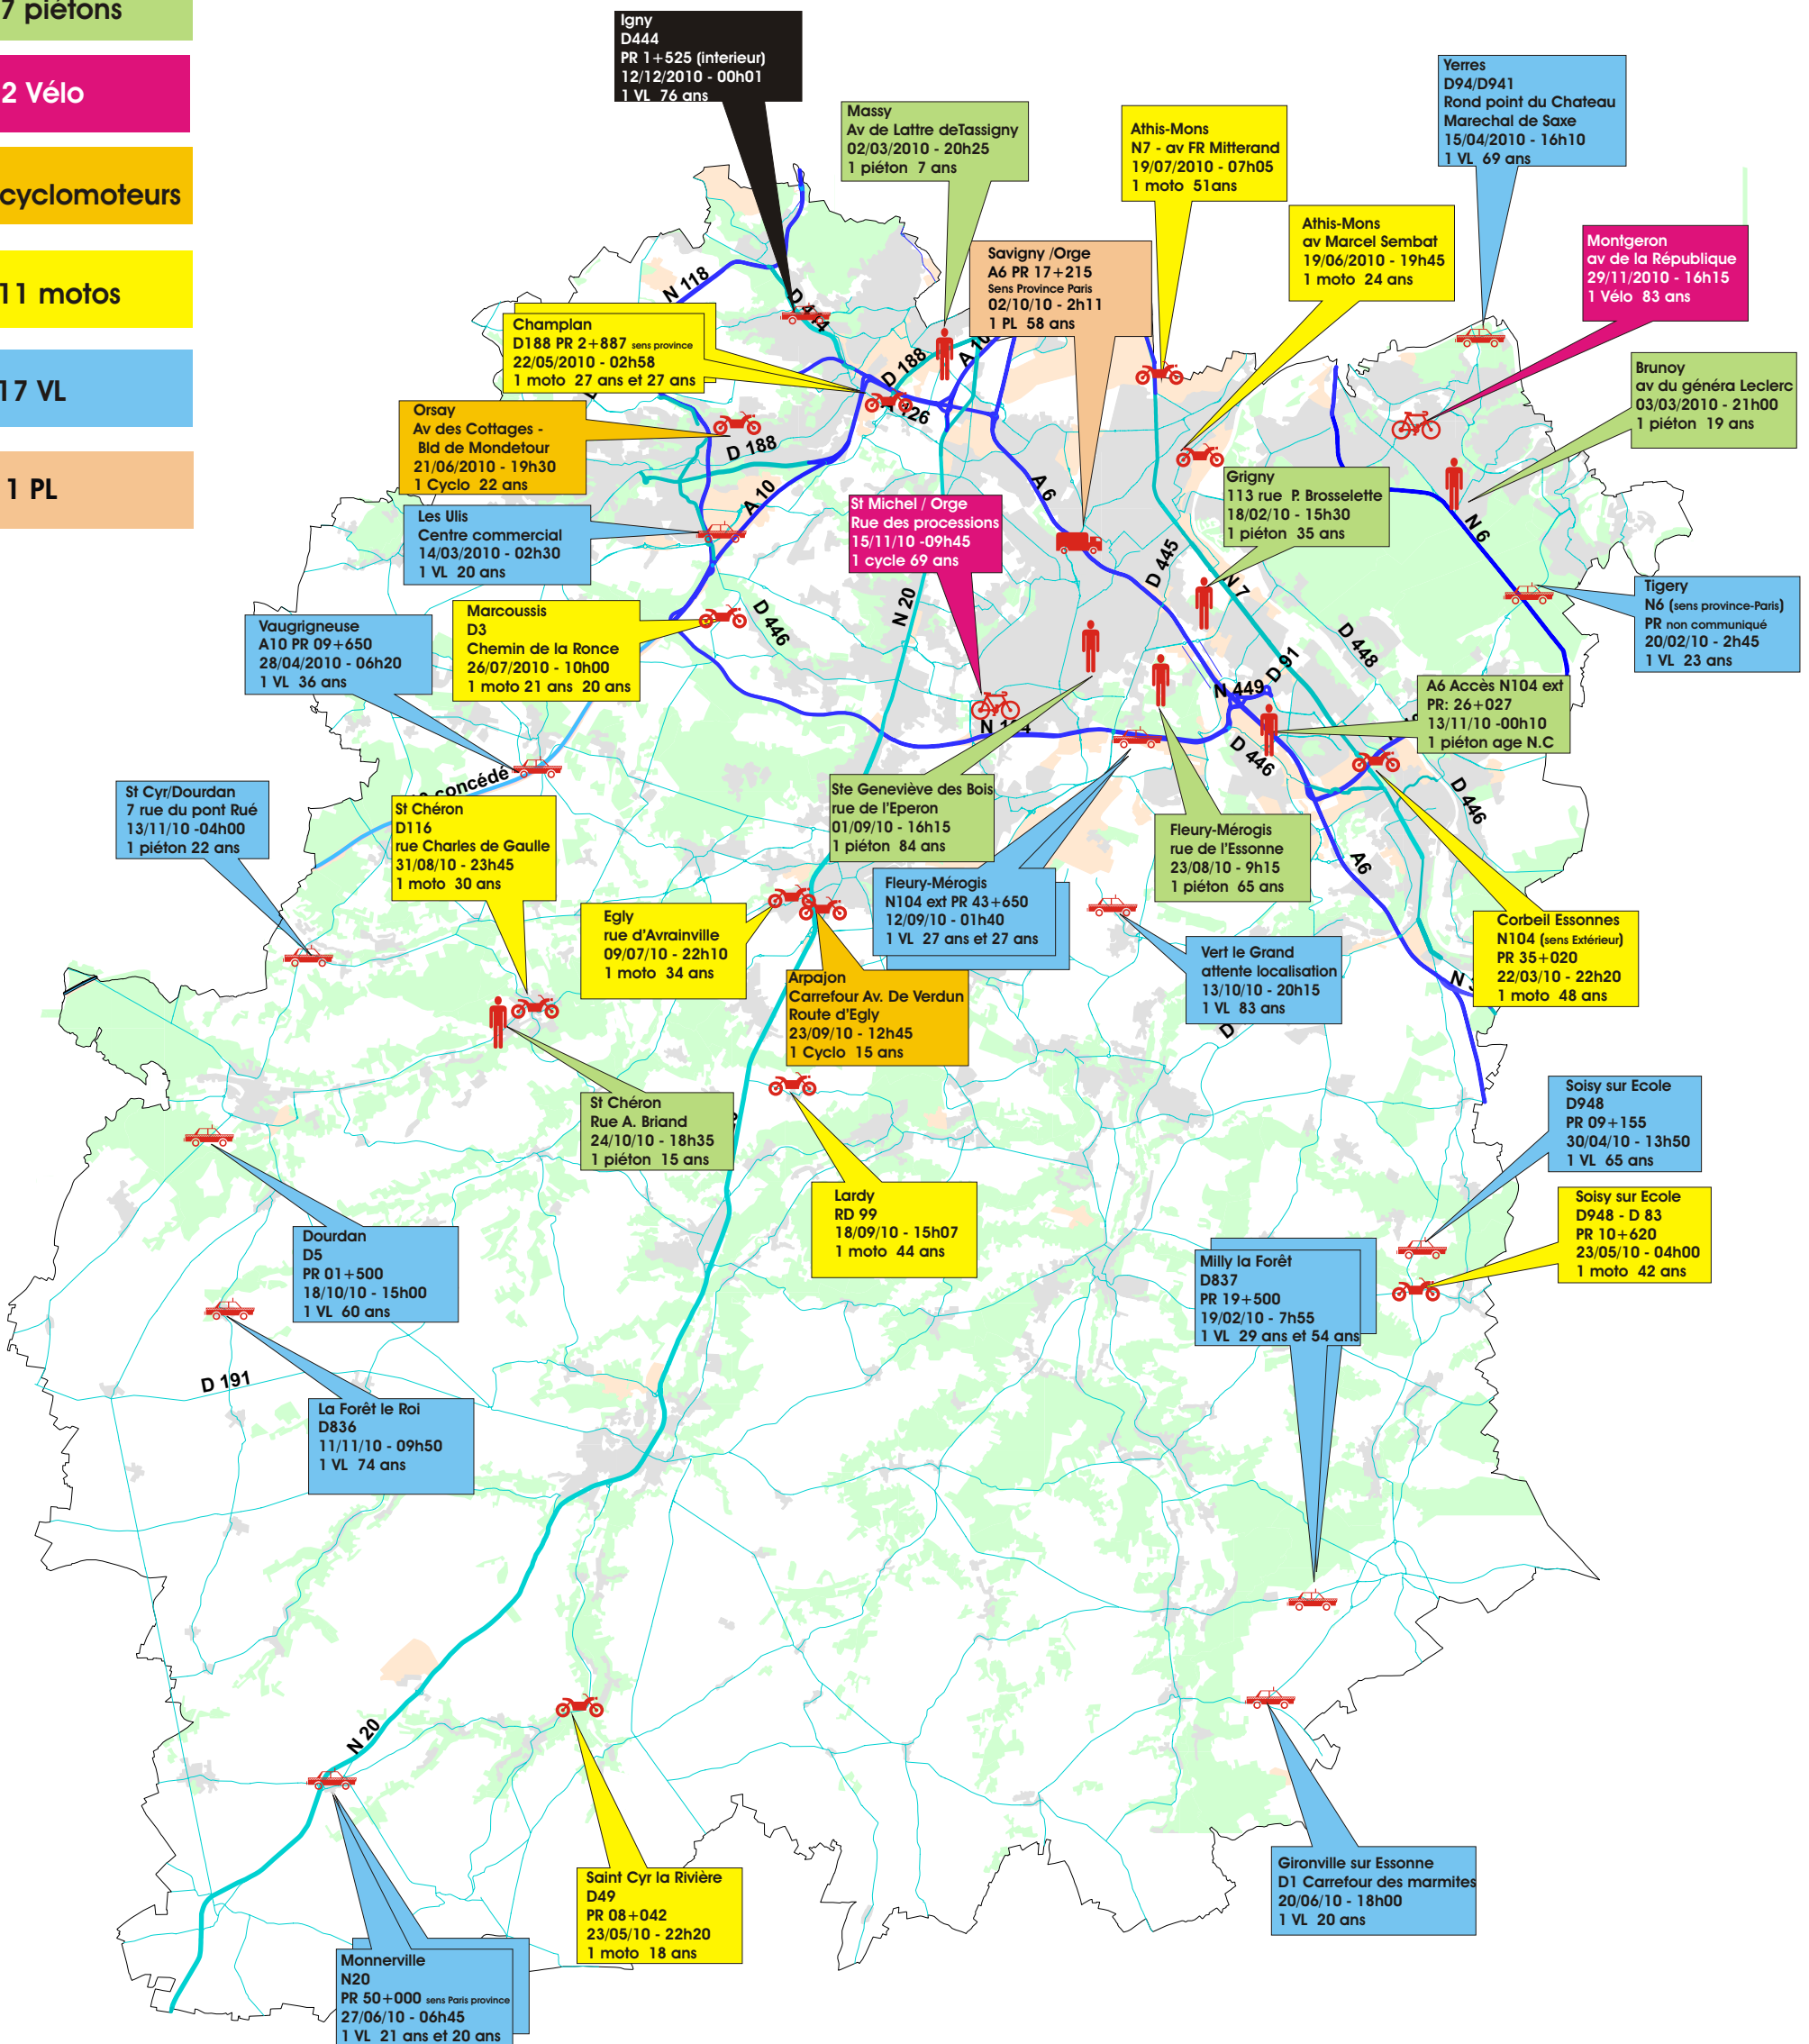 7 piétons
2 Vélo
cyclomoteurs
11 motos
17 VL
1 PL
Igny
D444
PR 1+525 (interieur)
12/12/2010 - 00h01
1 VL 76 ans
Massy
Av de Lattre deTassigny
02/03/2010 - 20h25
1 piéton 7 ans
Athis-Mons
N7 - av FR Mitterand
19/07/2010 - 07h05
1 moto 51ans
Yerres
D94/D941
Rond point du Chateau
Marechal de Saxe
15/04/2010 - 16h10
1 VL 69 ans
Athis-Mons
av Marcel Sembat
19/06/2010 - 19h45
1 moto 24 ans
Montgeron
av de la République
29/11/2010 - 16h15
1 Vélo 83 ans
Savigny /Orge
A6 PR 17+215
Sens Province Paris
02/10/10 - 2h11
1 PL 58 ans
Champlan
D188 PR 2+887 sens province
22/05/2010 - 02h58
1 moto 27 ans et 27 ans
Brunoy
av du généra Leclerc
03/03/2010 - 21h00
1 piéton 19 ans
Orsay
Av des Cottages -
Bld de Mondetour
21/06/2010 - 19h30
1 Cyclo 22 ans
Grigny
113 rue P. Brosselette
18/02/10 - 15h30
1 piéton 35 ans
St Michel / Orge
Rue des processions
15/11/10 -09h45
1 cycle 69 ans
Les Ulis
Centre commercial
14/03/2010 - 02h30
1 VL 20 ans
Tigery
N6 (sens province-Paris)
PR non communiqué
20/02/10 - 2h45
1 VL 23 ans
Marcoussis
D3
Chemin de la Ronce
26/07/2010 - 10h00
1 moto 21 ans 20 ans
Vaugrigneuse
A10 PR 09+650
28/04/2010 - 06h20
1 VL 36 ans
A6 Accès N104 ext
PR: 26+027
13/11/10 -00h10
1 piéton age N.C
St Cyr/Dourdan
7 rue du pont Rué
13/11/10 -04h00
1 piéton 22 ans
St Chéron
D116
rue Charles de Gaulle
31/08/10 - 23h45
1 moto 30 ans
Ste Geneviève des Bois
rue de l'Eperon
01/09/10 - 16h15
1 piéton 84 ans
Fleury-Mérogis
rue de l'Essonne
23/08/10 - 9h15
1 piéton 65 ans
Fleury-Mérogis
N104 ext PR 43+650
12/09/10 - 01h40
1 VL 27 ans et 27 ans
Egly
rue d'Avrainville
09/07/10 - 22h10
1 moto 34 ans
Corbeil Essonnes
N104 (sens Extérieur)
PR 35+020
22/03/10 - 22h20
1 moto 48 ans
Vert le Grand
attente localisation
13/10/10 - 20h15
1 VL 83 ans
Arpajon
Carrefour Av. De Verdun
Route d'Egly
23/09/10 - 12h45
1 Cyclo 15 ans
St Chéron
Rue A. Briand
24/10/10 - 18h35
1 piéton 15 ans
Soisy sur Ecole
D948
PR 09+155
30/04/10 - 13h50
1 VL 65 ans
Lardy
RD 99
18/09/10 - 15h07
1 moto 44 ans
Soisy sur Ecole
D948 - D 83
PR 10+620
23/05/10 - 04h00
1 moto 42 ans
Dourdan
D5
PR 01+500
18/10/10 - 15h00
1 VL 60 ans
Milly la Forêt
D837
PR 19+500
19/02/10 - 7h55
1 VL 29 ans et 54 ans
La Forêt le Roi
D836
11/11/10 - 09h50
1 VL 74 ans
Gironville sur Essonne
D1 Carrefour des marmites
20/06/10 - 18h00
1 VL 20 ans
Saint Cyr la Rivière
D49
PR 08+042
23/05/10 - 22h20
1 moto 18 ans
Monnerville
N20
PR 50+000 sens Paris province
27/06/10 - 06h45
1 VL 21 ans et 20 ans
N 118
D 188
D 188
A 10
A 6
D 445
N 7
N 6
N 20
D 446
D 448
D 91
N 449
D 446
D 446
A6
concédé
D 191
N 20